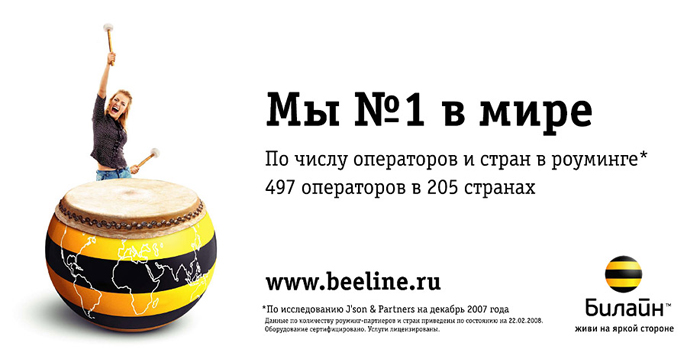 Мы №1 в мире
По числу операторов и стран в роуминге*
497 операторов в 205 странах
www.beeline.ru
*По исследованию J'son & Partners на декабрь 2007 года
Данные по количеству роуминг-партнеров и стран приведены по состоянию на 22.02.2008.
Оборудование сертифицировано. Услуги лицензированы.
Билайн™
живи на яркой стороне